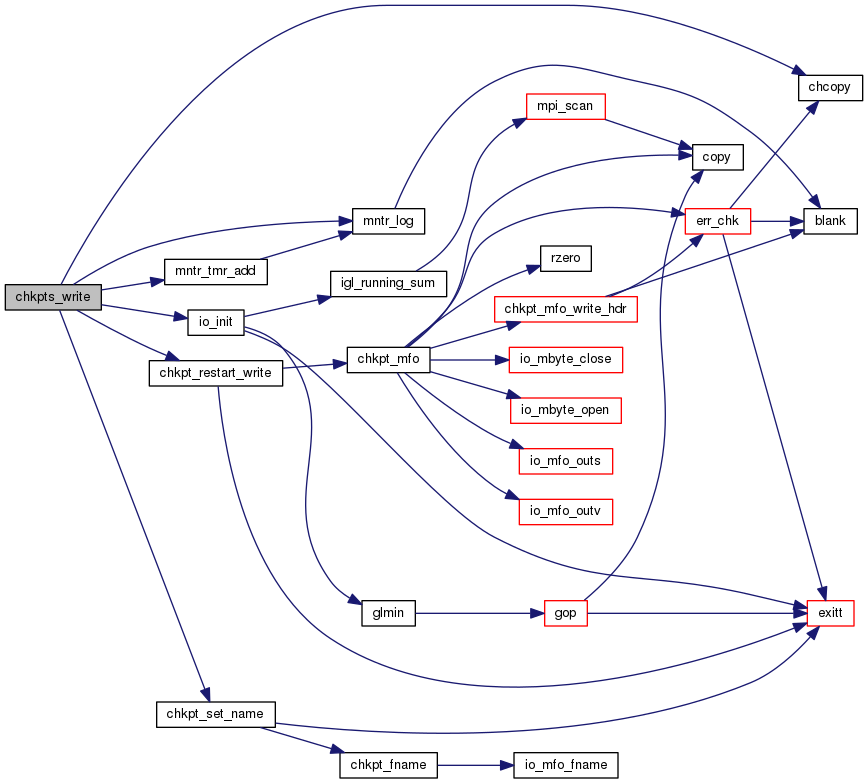 chkpts_write
chcopy
mntr_log
mntr_tmr_add
io_init
chkpt_restart_write
chkpt_set_name
igl_running_sum
chkpt_mfo
glmin
chkpt_fname
mpi_scan
rzero
chkpt_mfo_write_hdr
io_mbyte_close
io_mbyte_open
io_mfo_outs
io_mfo_outv
gop
io_mfo_fname
copy
err_chk
blank
exitt